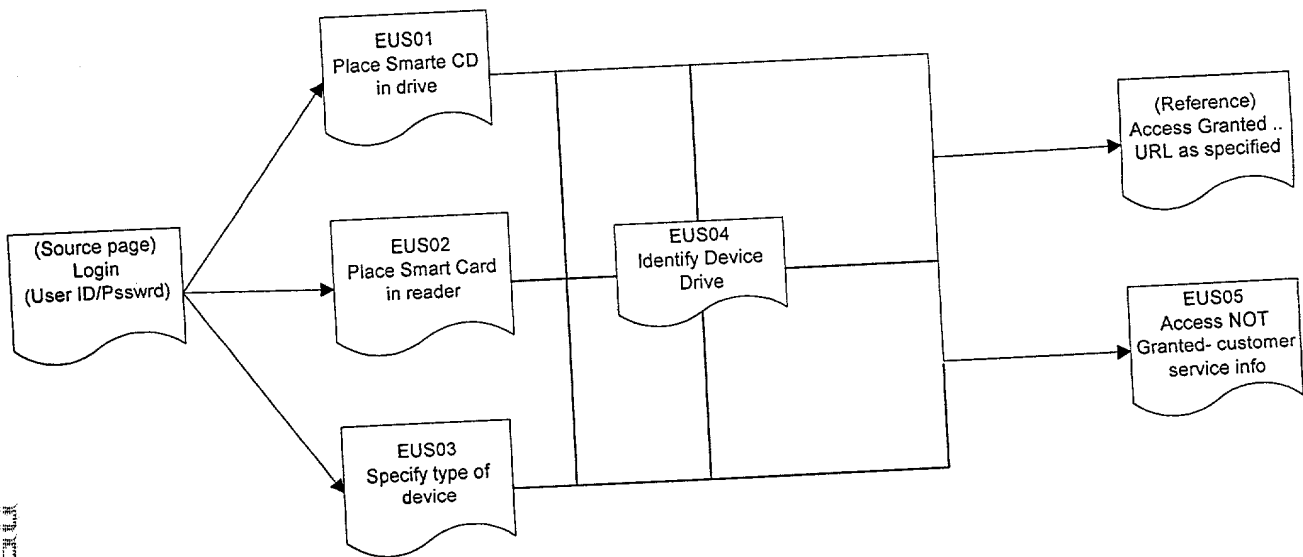 (Source page)
Login
(User ID/Psswrd)
EUS01
Place Smarte CD
in drive
EUS02
Place Smart Card
in reader
EUS03
Specify type of
device
EUS04
Identify Device
Drive
(Reference)
Access Granted ..
URL as specified
EUS05
Access NOT
Granted- customer
service info